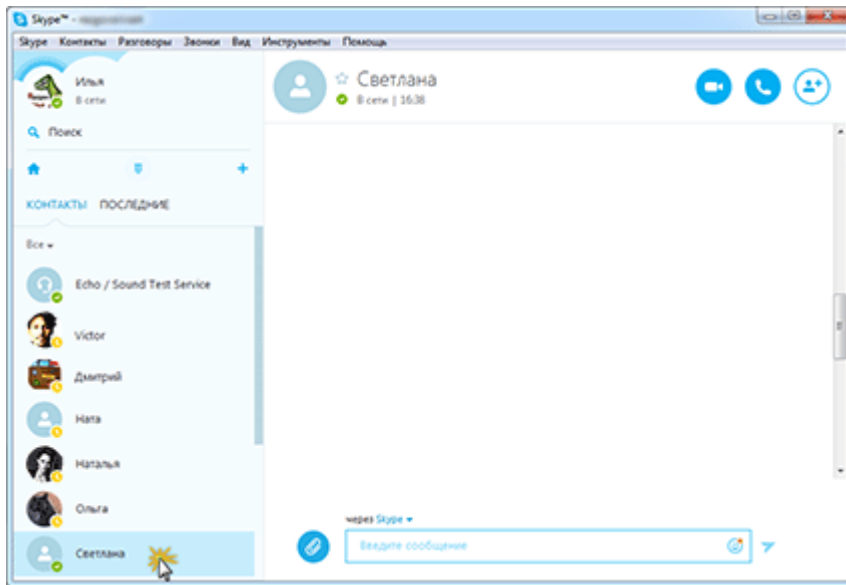 Skype™ -
Skype Контакты Разговоры Звонки Вид Инструменты Помощь
Илья
В сети
Поиск
КОНТАКТЫ ПОСЛЕДНИЕ
Все
Echo / Sound Test Service
Victor
Дмитрий
Ната
Наталья
Ольга
Светлана
Светлана
В сети | 16:38
через Skype
Введите сообщение